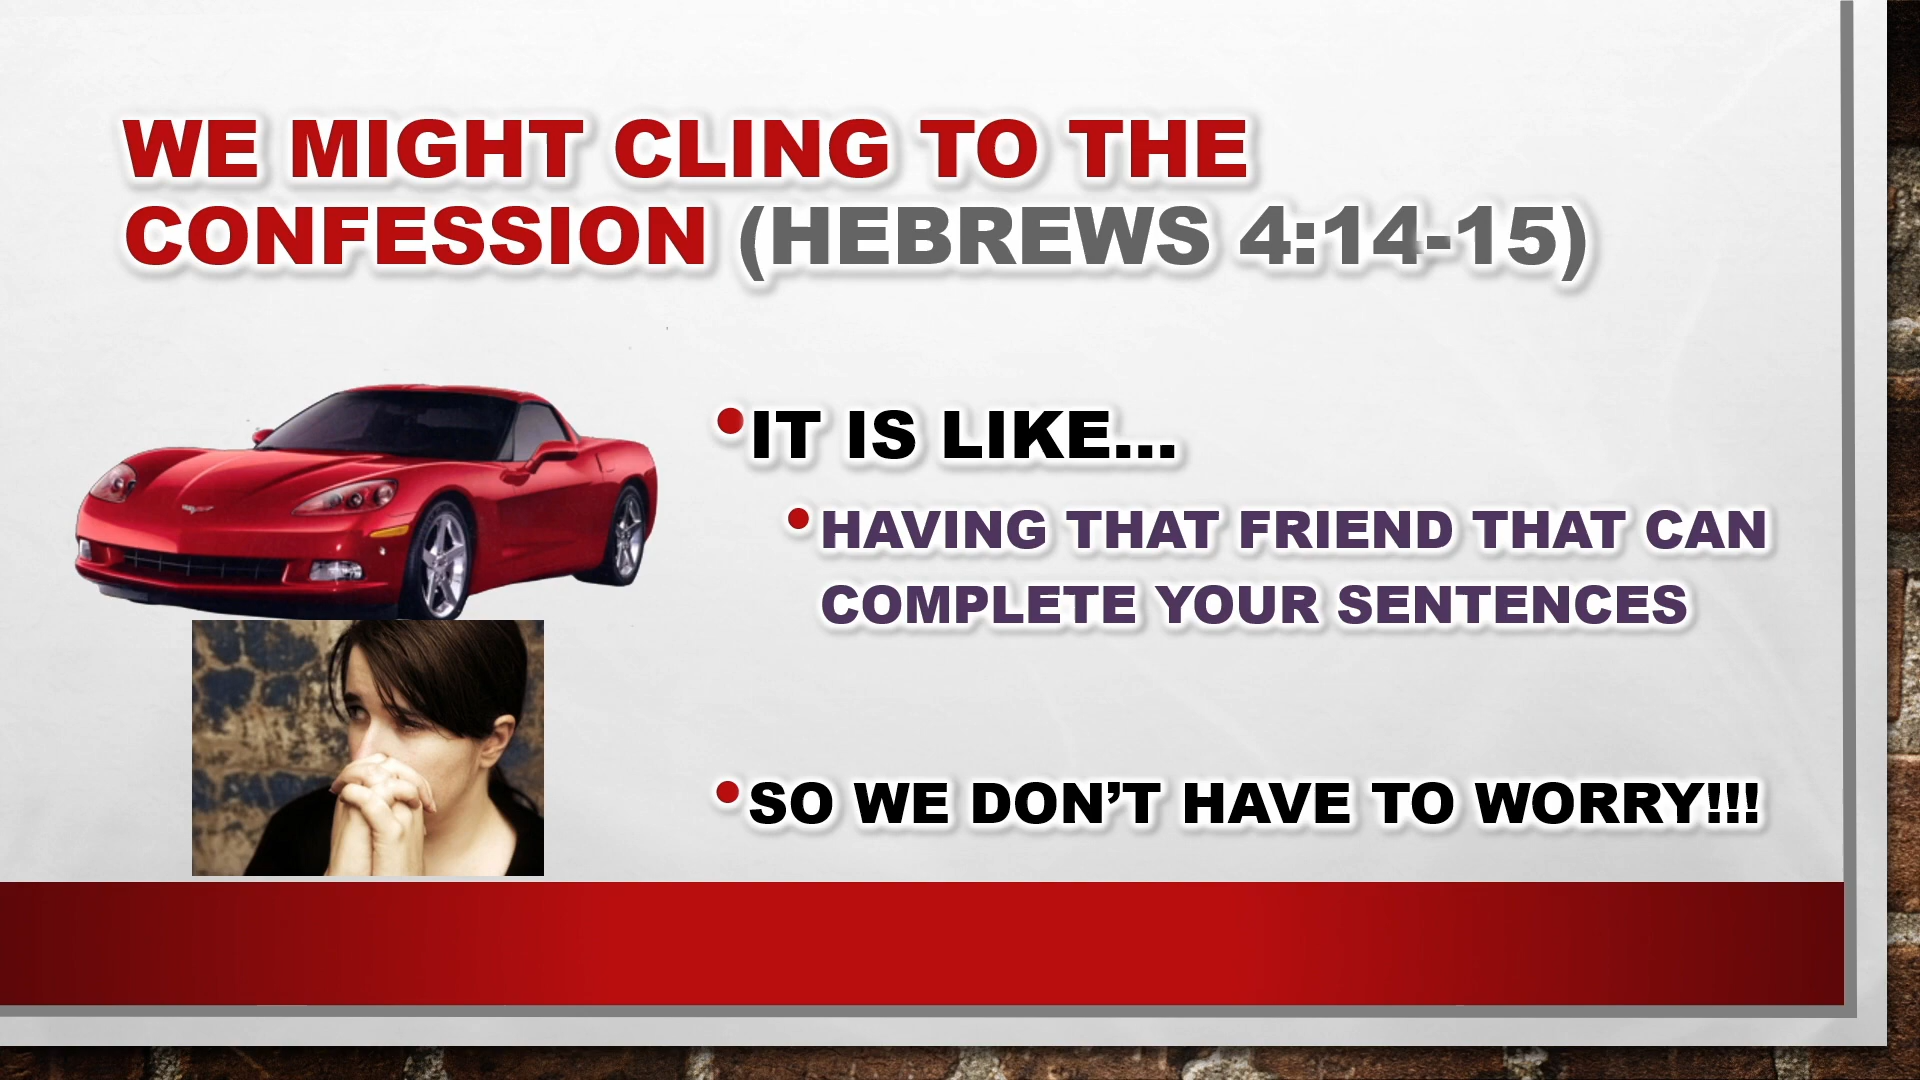 WE MIGHT CLING TO THE
CONFESSION (HEBREWS 4:14-15)
•IT IS LIKE…
•HAVING THAT FRIEND THAT CAN
COMPLETE YOUR SENTENCES
•SO WE DON’T HAVE TO WORRY!!!